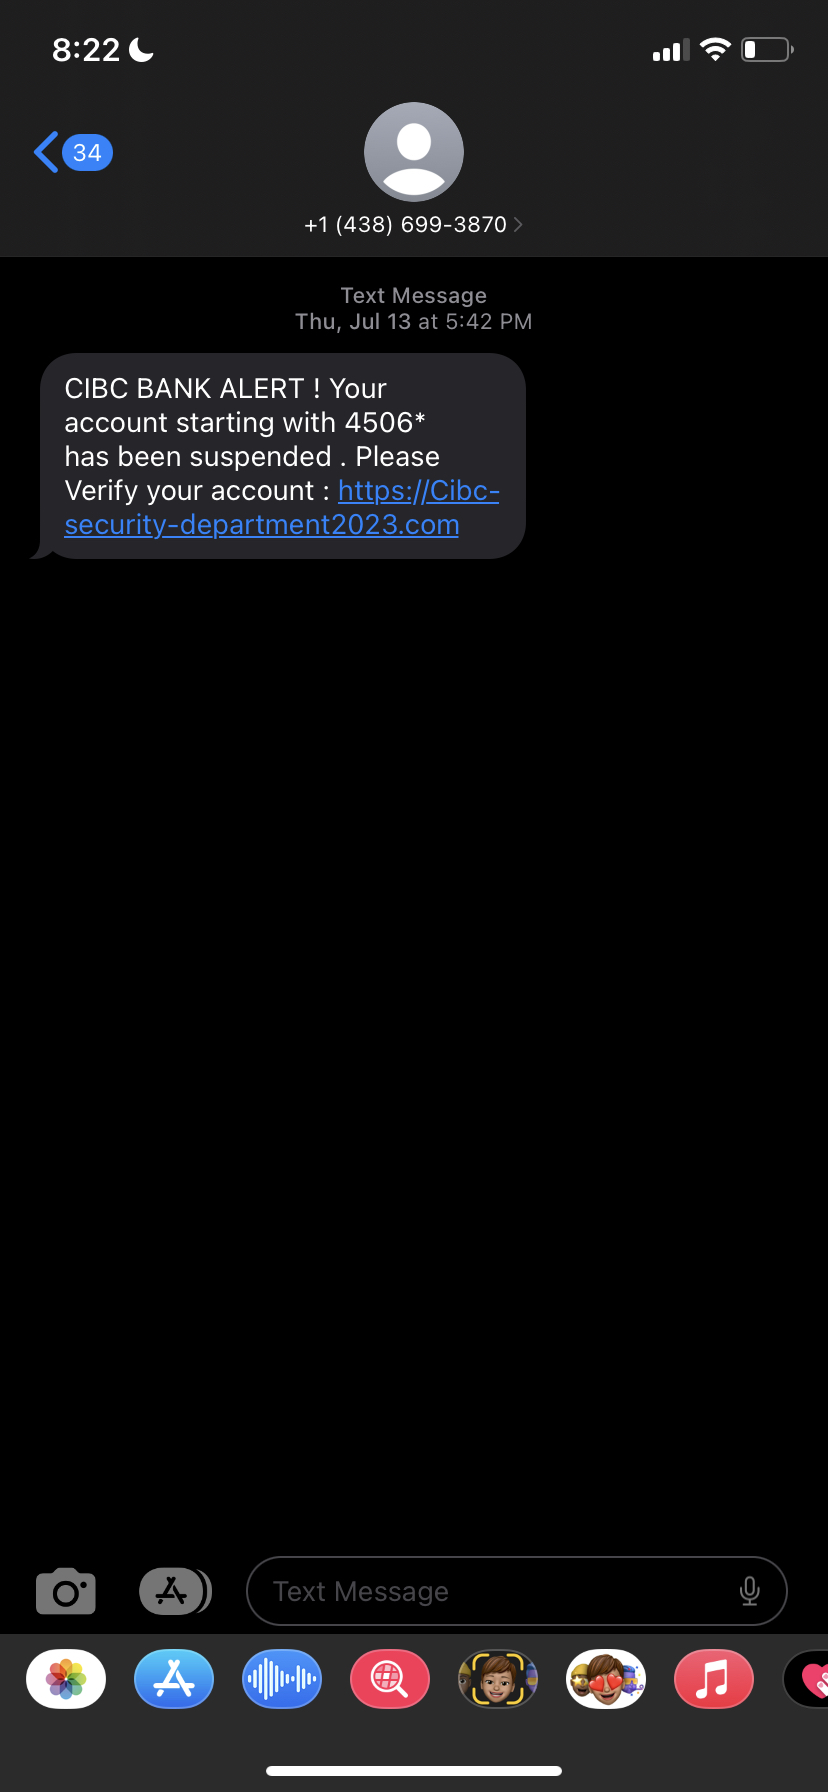 8:22
34
+1 (438) 699-3870
Text Message
Thu, Jul 13 at 5:42 PM
CIBC BANK ALERT ! Your
account starting with 4506*
has been suspended . Please
Verify your account : https://Cibc-
security-department2023.com
Text Message